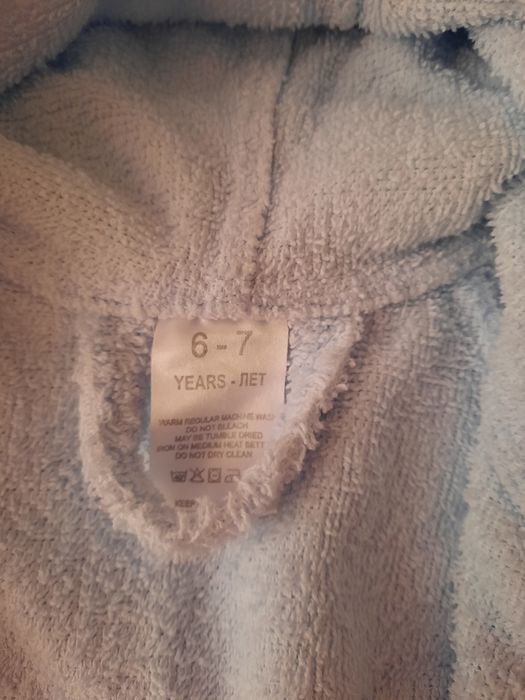 6 - 7
YEARS - ЛЕТ
WARM REGULAR MACHINE WASH
DO NOT BLEACH
MAY BE TUMBLE DRIED
IRON ON MEDIUM HEAT SETT
DO NOT DRY CLEAN
KEEP